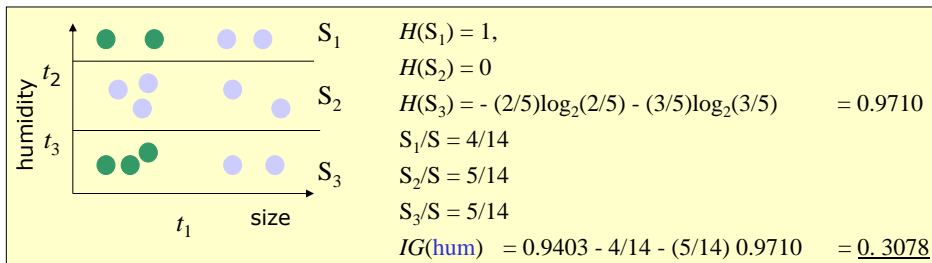 humidity
t2
t3
S1
S2
S3
t1
size
H(S1) = 1,
H(S2) = 0
H(S3) = - (2/5)log2(2/5) - (3/5)log2(3/5) = 0.9710
S1/S = 4/14
S2/S = 5/14
S3/S = 5/14
IG(hum) = 0.9403 - 4/14 - (5/14) 0.9710 = 0. 3078